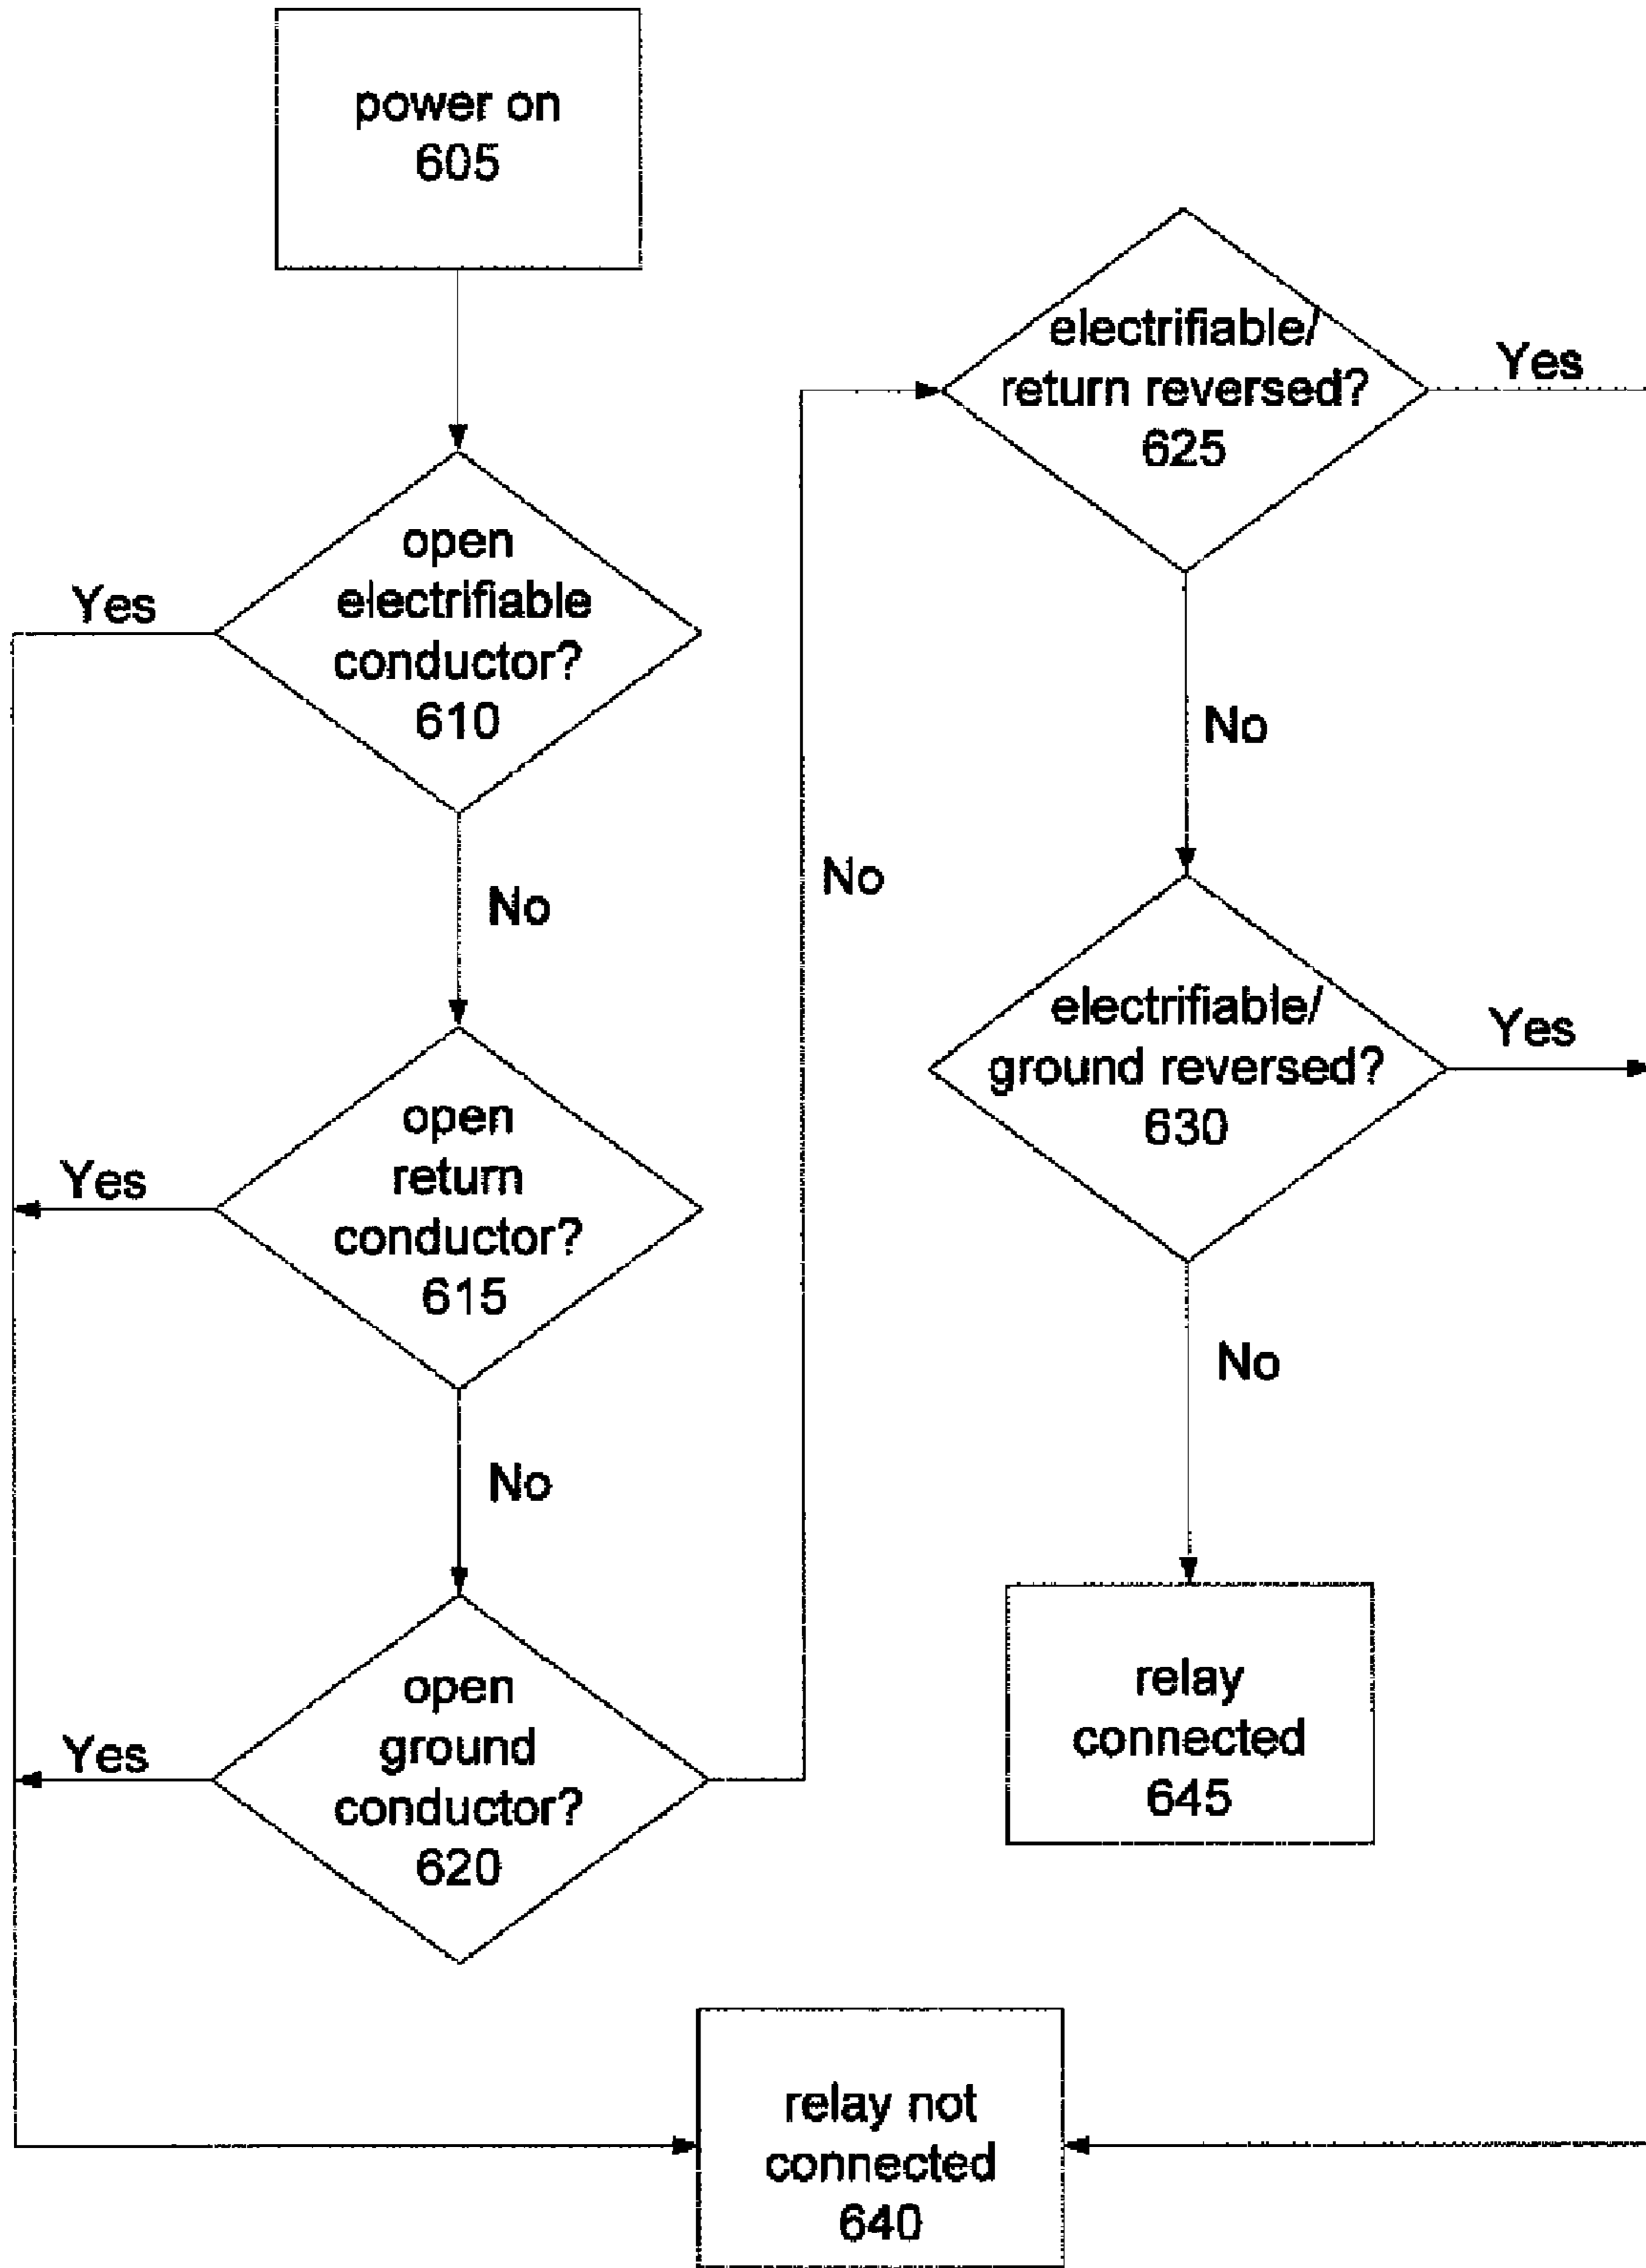 power on
605
open
electrifiable
conductor?
610
Yes
No
open
return
conductor?
615
Yes
No
open
ground
conductor?
620
Yes
No
electrifiable/
return reversed?
625
Yes
No
electrifiable/
ground reversed?
630
Yes
No
relay
connected
645
relay not
connected
640